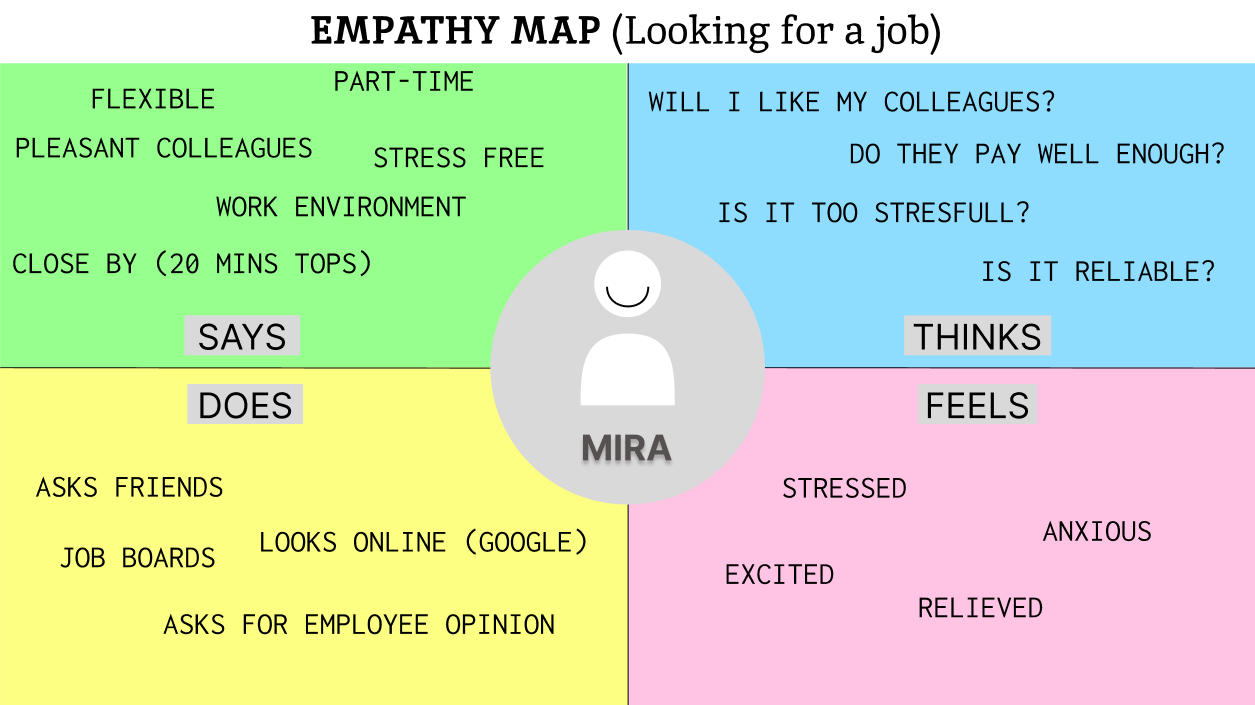 EMPATHY MAP (Looking for a job)
PART-TIME
FLEXIBLE
PLEASANT COLLEAGUES
STRESS FREE
WORK ENVIRONMENT
CLOSE BY (20 MINS TOPS)
SAYS
WILL I LIKE MY COLLEAGUES?
DO THEY PAY WELL ENOUGH?
IS IT TOO STRESFULL?
IS IT RELIABLE?
THINKS
MIRA
DOES
ASKS FRIENDS
LOOKS ONLINE (GOOGLE)
JOB BOARDS
ASKS FOR EMPLOYEE OPINION
FEELS
STRESSED
ANXIOUS
EXCITED
RELIEVED